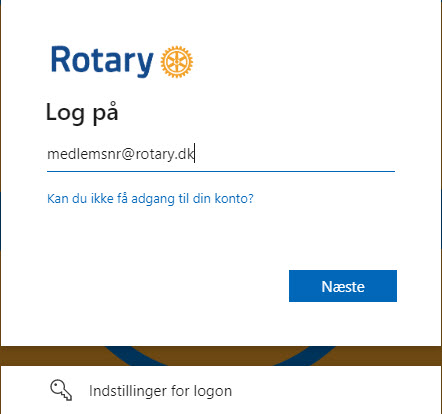 Rotary
Log på
medlemsnr@rotary.dk
Kan du ikke få adgang til din konto?
Næste
Indstillinger for logon